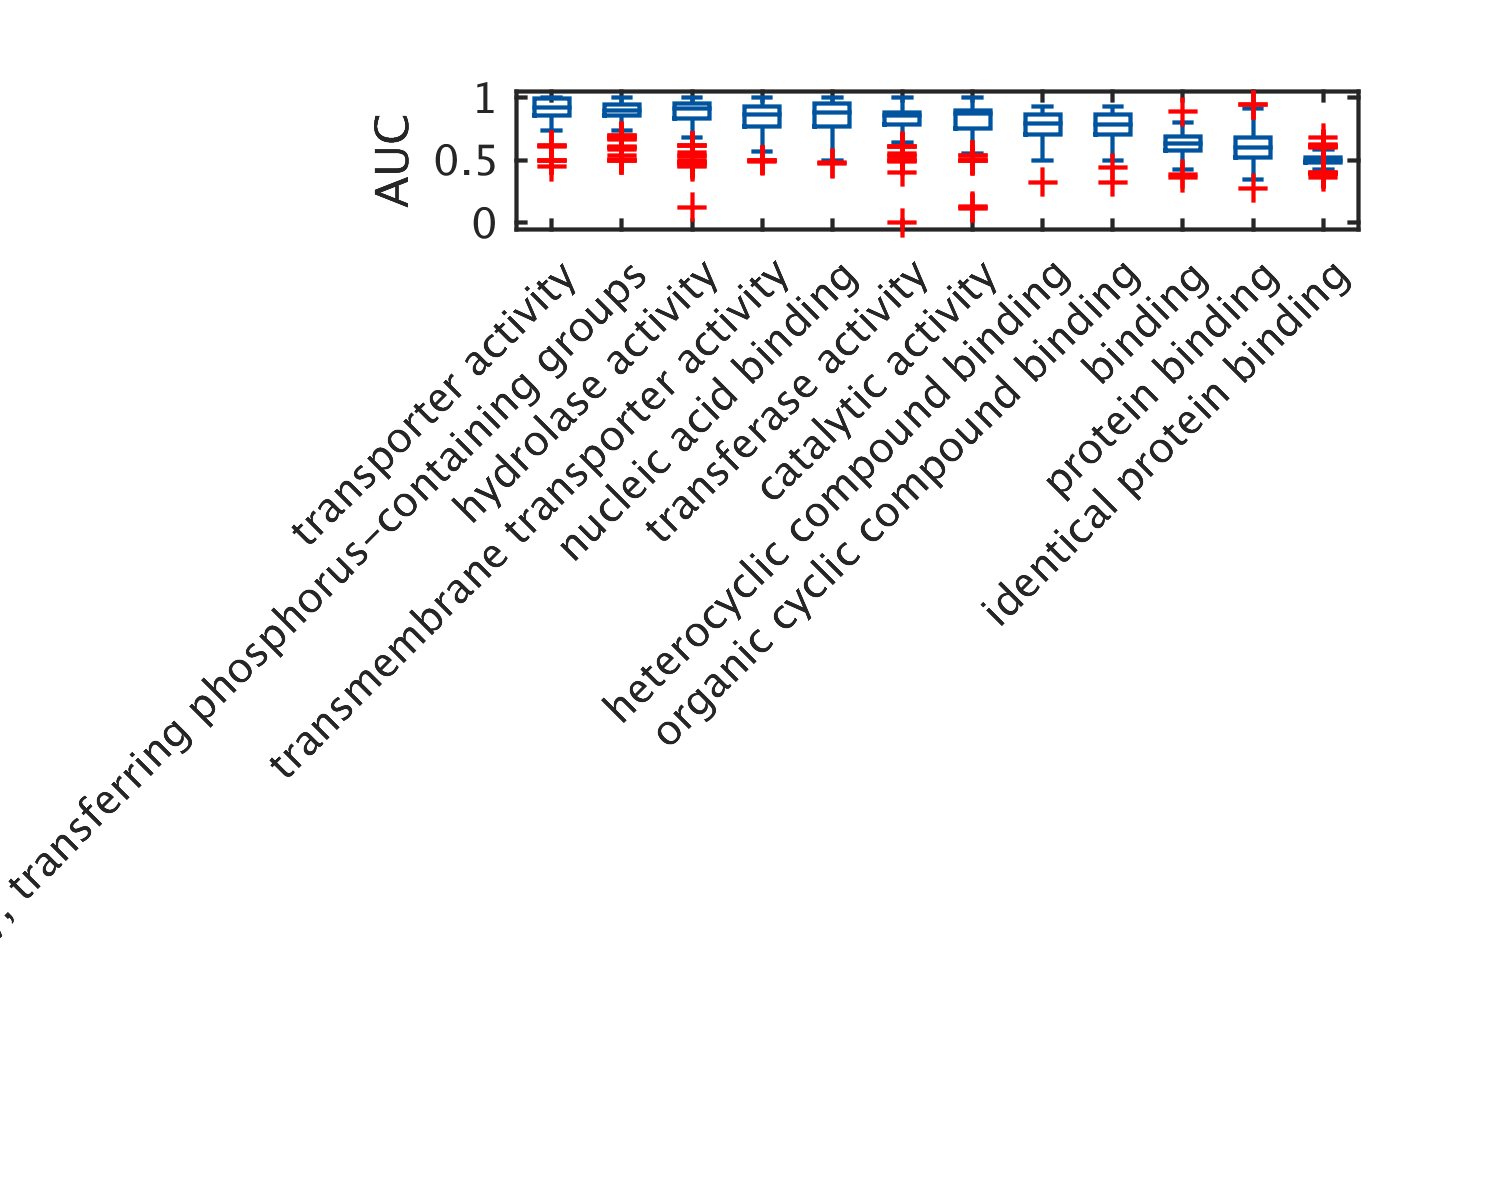 AUC
1
0.5
0
transporter activity
, transferring phosphorus−containing groups
hydrolase activity
transmembrane transporter activity
nucleic acid binding
transferase activity
catalytic activity
heterocyclic compound binding
organic cyclic compound binding
binding
protein binding
identical protein binding